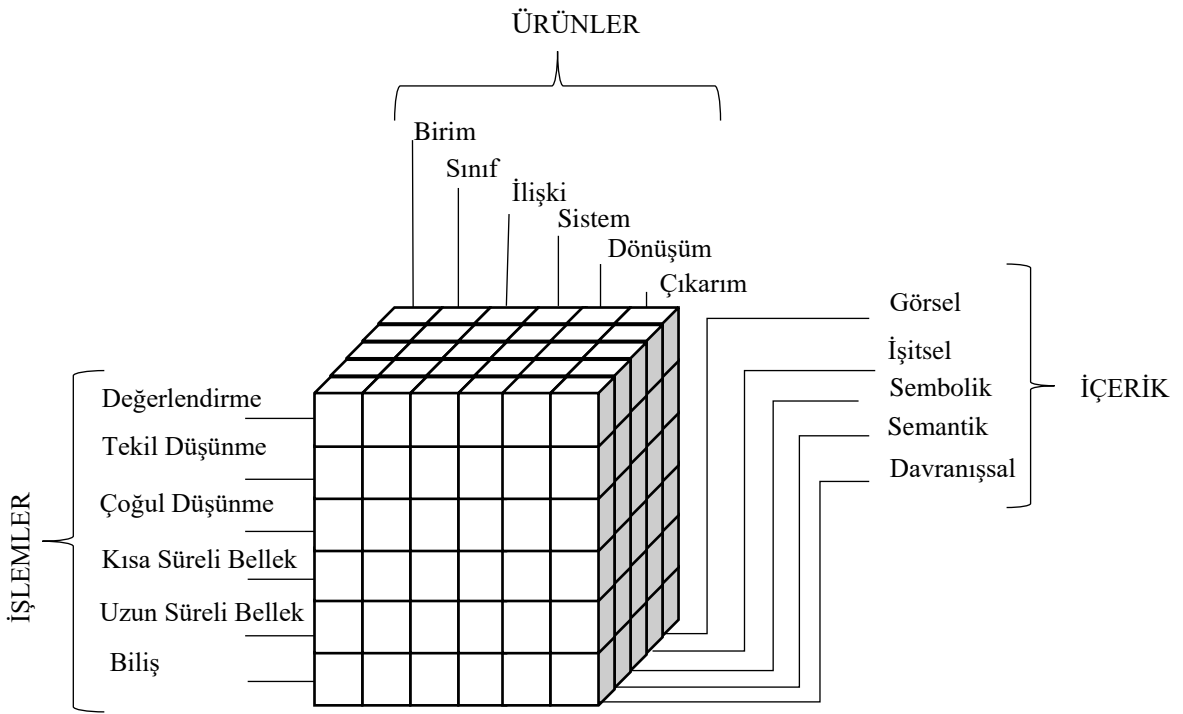 ÜRÜNLER
Birim
Sınıf
İlişki
Sistem
Dönüşüm
Çıkarım
Görsel
İşitsel
Sembolik
Semantik
Davranışsal
İÇERİK
Değerlendirme
Tekil Düşünme
Çoğul Düşünme
Kısa Süreli Bellek
Uzun Süreli Bellek
Biliş
İŞLEMLER